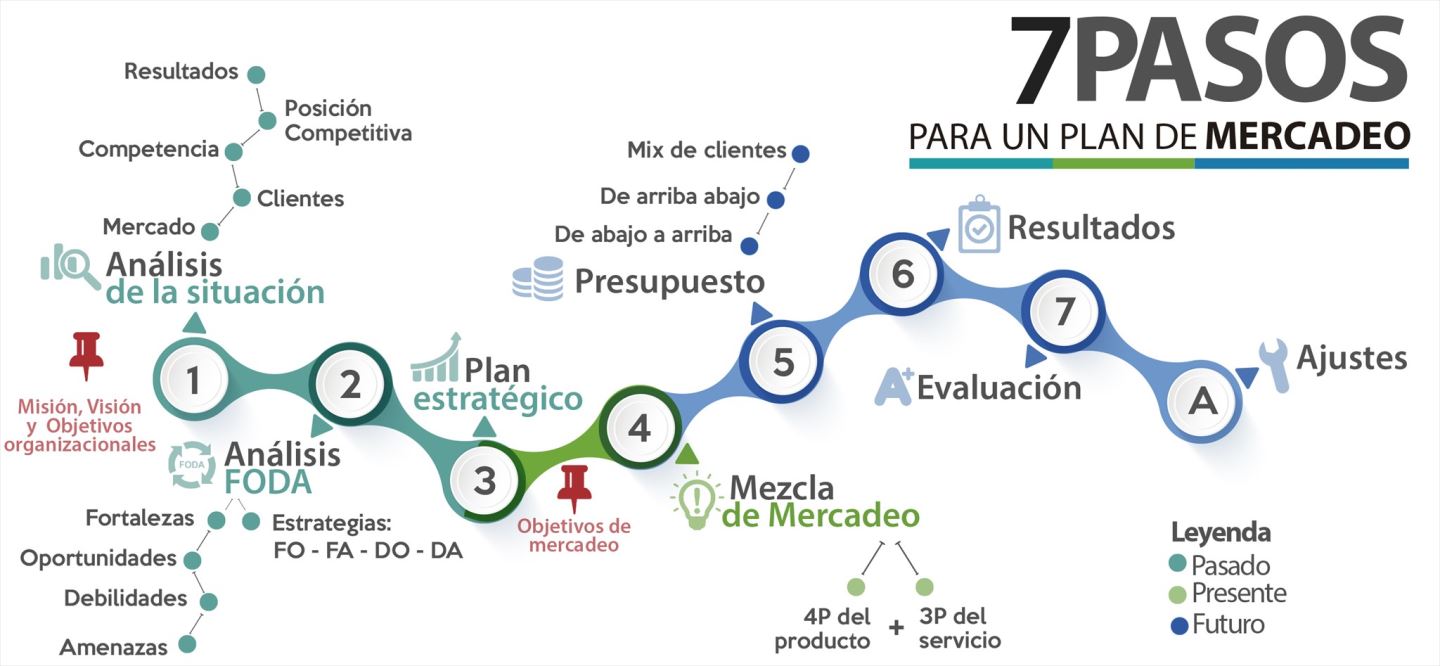 7PASOS
PARA UN PLAN DE MERCADEO
Resultados
Posición
Competitiva
Competencia
Clientes
Mercado
Análisis
de la situación
1
Misión, Visión
y Objetivos
organizacionales
2
Análisis
FODA
FODA
Fortalezas
Oportunidades
Debilidades
Amenazas
Estrategias:
FO - FA - DO - DA
Plan
estratégico
3
Objetivos de
mercadeo
4
Mezcla
de Mercadeo
4P del
producto
+
3P del
servicio
Mix de clientes
De arriba abajo
De abajo a arriba
Presupuesto
5
6
Resultados
7
A+
Evaluación
A
Ajustes
Leyenda
Pasado
Presente
Futuro